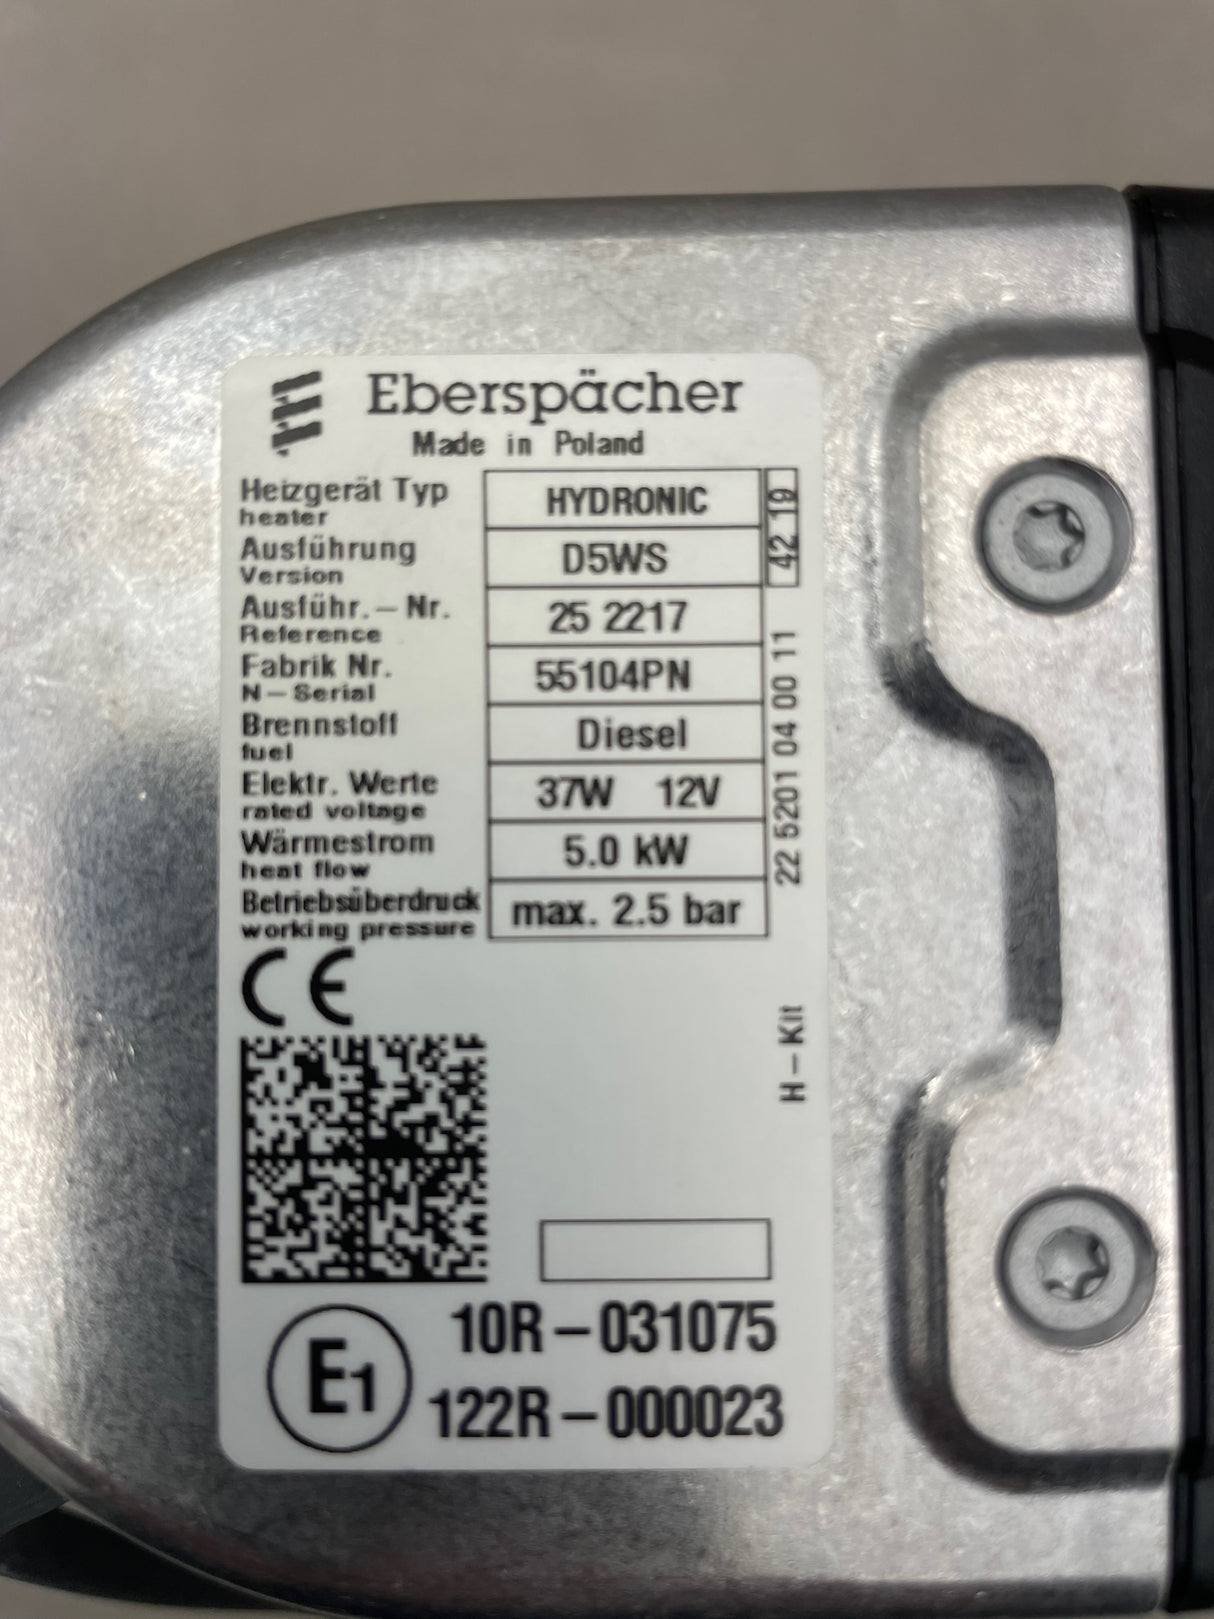 Eberspächer
Made in Poland
Heizgerät Typ HYDRONIC
heater
Ausführung D5WS
Version
Ausführ.-Nr. 25 2217
Reference
Fabrik Nr. 55104PN
N-Serial
Brennstoff Diesel
fuel
Elektr. Werte 37W 12V
rated voltage
Wärmestrom 5.0 kW
heat flow
Betriebsüberdruck max. 2.5 bar
working pressure
42 19
22 5201 04 00 11
H-Kit
CE
E1
10R-031075
122R-000023